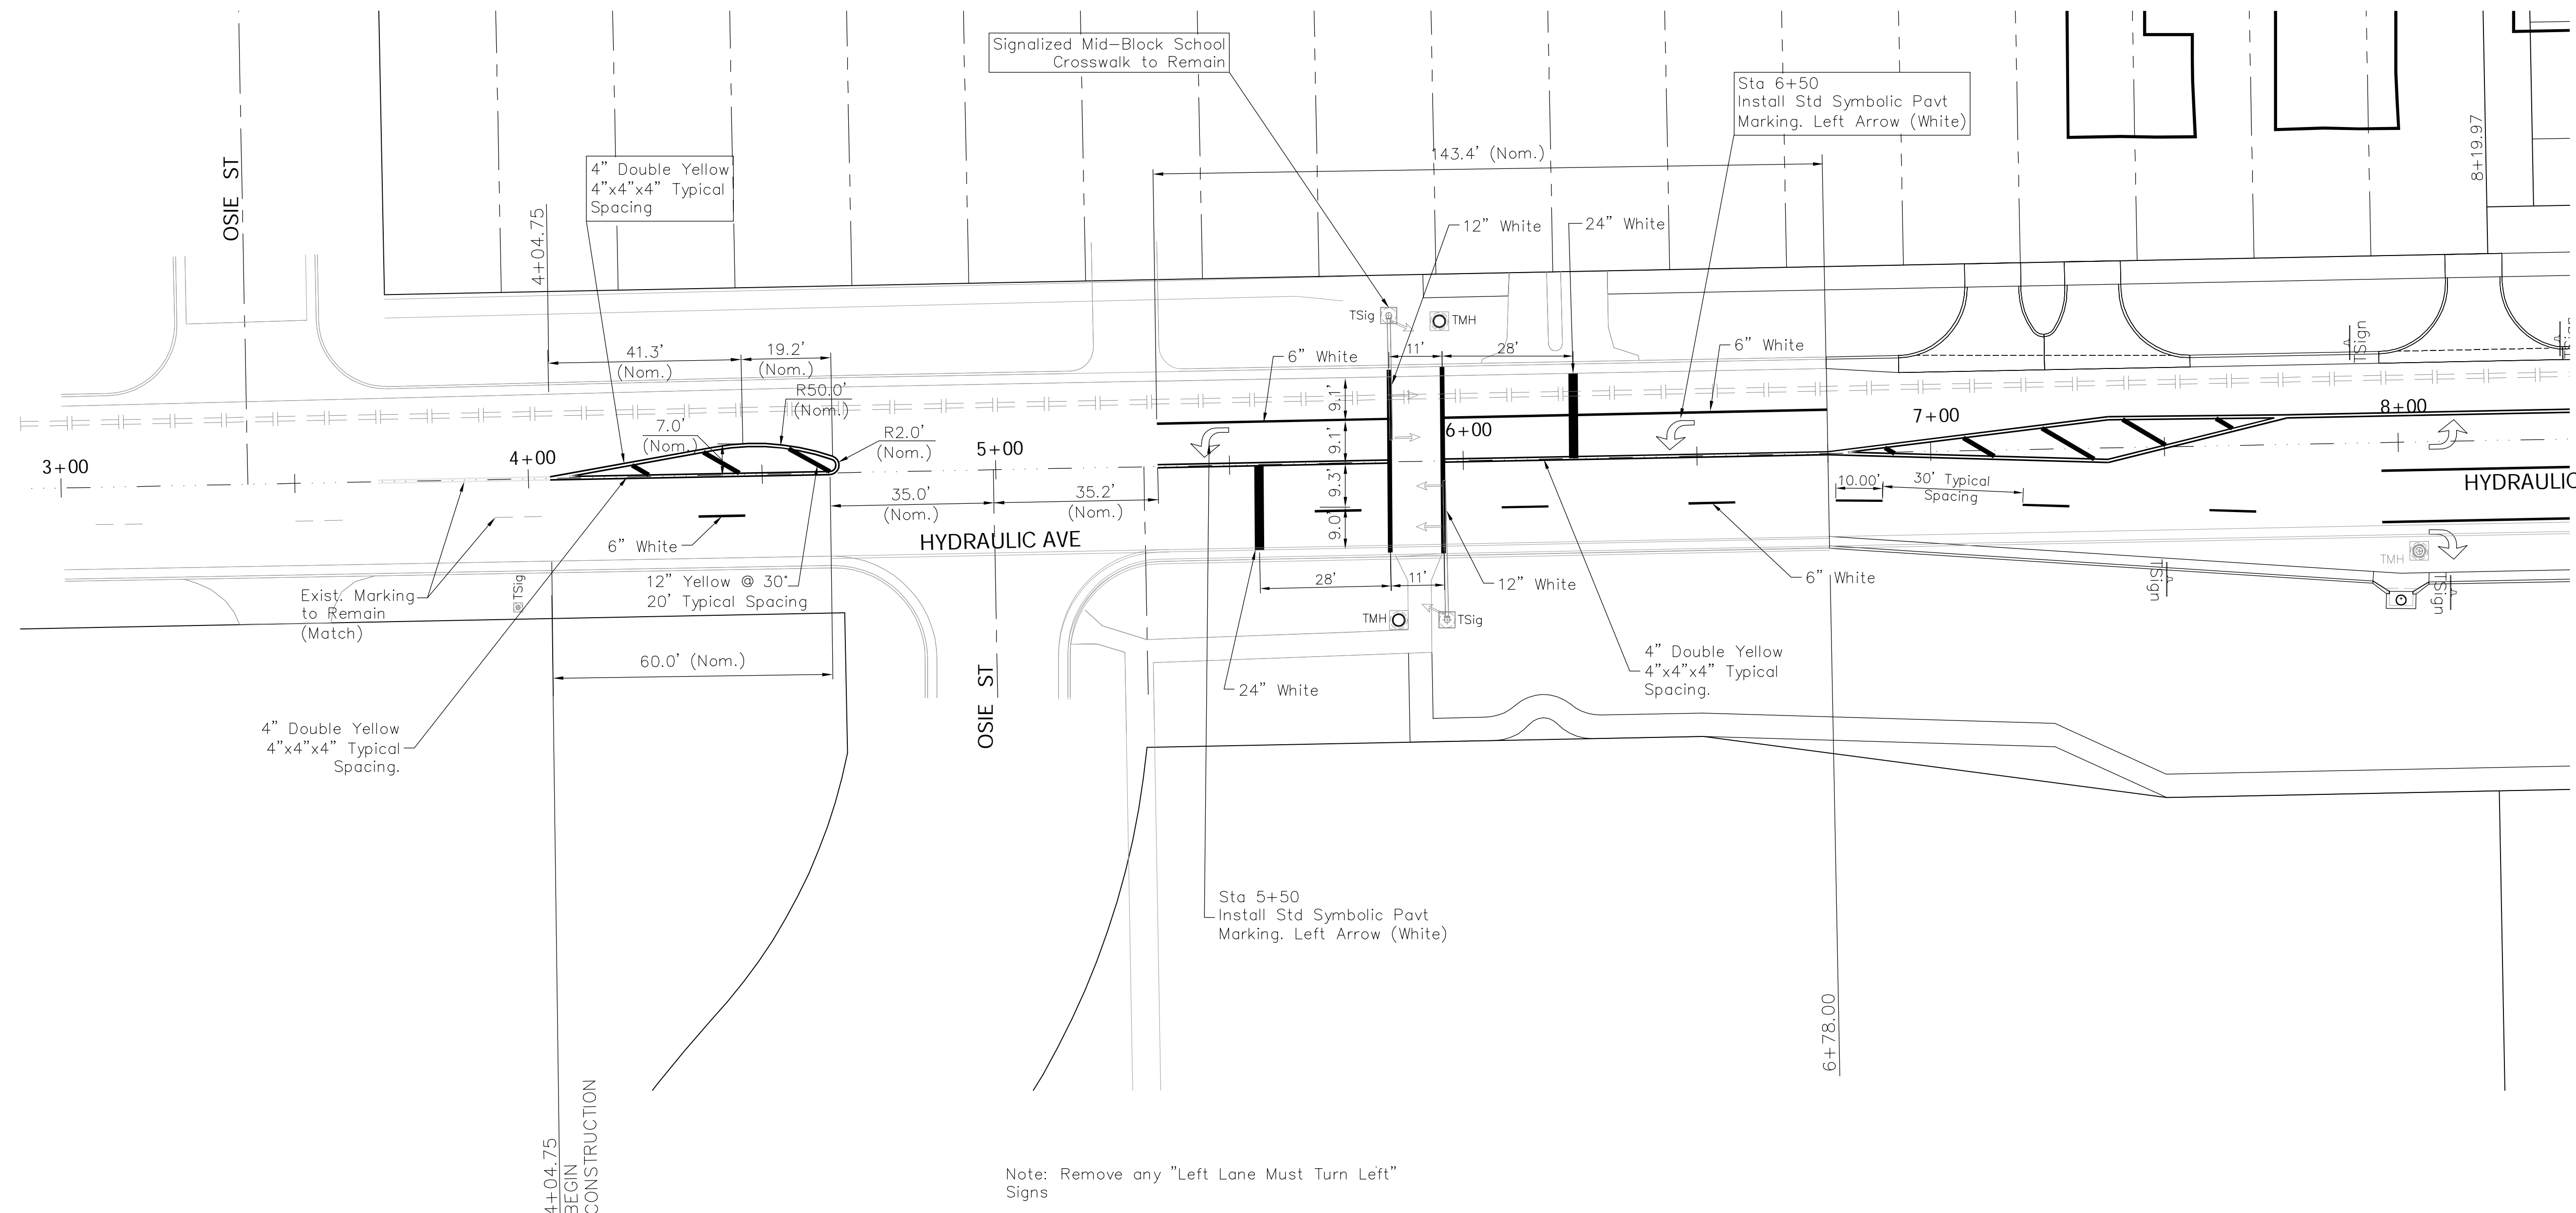 Signalized Mid-Block School
Crosswalk to Remain
Sta 6+50
Install Std Symbolic Pavt
Marking. Left Arrow (White)
8+19.97
143.4' (Nom.)
OSIE ST
4" Double Yellow
4"x4"x4" Typical
Spacing
4+04.75
12" White
24" White
TSig
TMH
TSign
41.3'
(Nom.)
19.2'
(Nom.)
6" White
11'
28'
6" White
R50.0'
(Nom.)
9.1'
7.0'
(Nom.)
R2.0'
(Nom.)
9.1'
3+00
4+00
5+00
6+00
7+00
8+00
9.3'
9.0'
35.0'
(Nom.)
35.2'
(Nom.)
10.00'
30' Typical
Spacing
HYDRAULIC
HYDRAULIC AVE
6" White
12" Yellow @ 30°
20' Typical Spacing
Exist. Marking
to Remain
(Match)
TSig
28'
11'
12" White
6" White
TMH
TSign
TSign
TMH
TSig
60.0' (Nom.)
24" White
4" Double Yellow
4"x4"x4" Typical
Spacing.
OSIE ST
4" Double Yellow
4"x4"x4" Typical
Spacing.
Sta 5+50
Install Std Symbolic Pavt
Marking. Left Arrow (White)
6+78.00
4+04.75
BEGIN
CONSTRUCTION
Note: Remove any "Left Lane Must Turn Left"
Signs